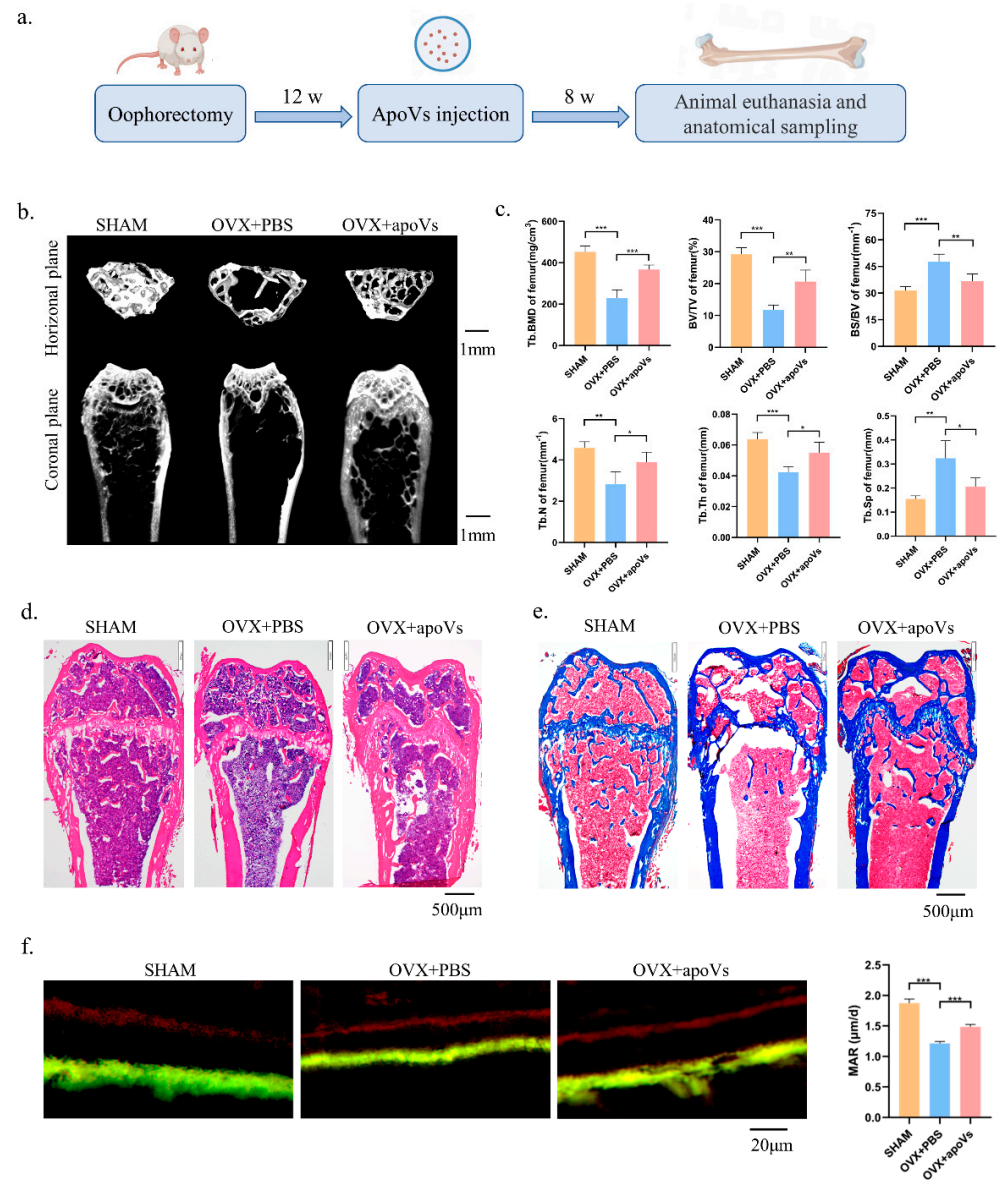 a.
12 w
8 w
Oophorectomy
ApoVs injection
Animal euthanasia and
anatomical sampling
b.
SHAM
OVX+PBS
OVX+apoVs
Horizonal plane
1mm
Coronal plane
1mm
c.
Tb.BMD of femur(mg/cm3)
600
400
200
0
***
***
SHAM
OVX+PBS
OVX+apoVs
BV/TV of femur(%)
40
30
20
10
0
***
**
SHAM
OVX+PBS
OVX+apoVs
BS/BV of femur(mm-1)
75
60
45
30
15
0
***
**
SHAM
OVX+PBS
OVX+apoVs
Tb.N of femur(mm-1)
6
4
2
0
**
*
SHAM
OVX+PBS
OVX+apoVs
Tb.Th of femur(mm)
0.08
0.06
0.04
0.02
0.00
***
*
SHAM
OVX+PBS
OVX+apoVs
Tb.Sp of femur(mm)
0.5
0.4
0.3
0.2
0.1
0.0
**
*
SHAM
OVX+PBS
OVX+apoVs
d.
SHAM
OVX+PBS
OVX+apoVs
500μm
e.
SHAM
OVX+PBS
OVX+apoVs
500μm
f.
SHAM
OVX+PBS
OVX+apoVs
20μm
MAR (μm/d)
2.5
2.0
1.5
1.0
0.5
0.0
***
***
SHAM
OVX+PBS
OVX+apoVs